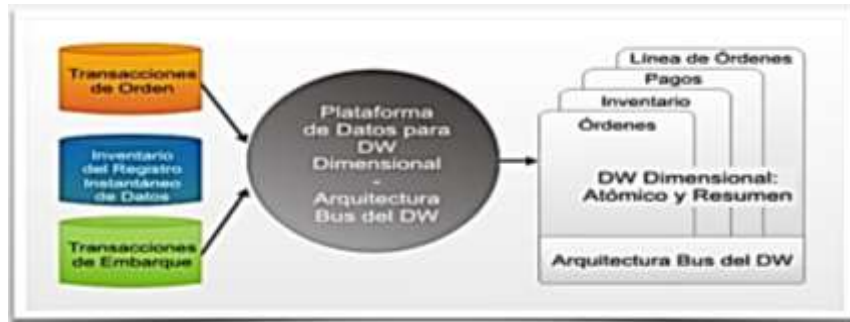 Transacciones
de Orden
Inventario
del Registro
Instantáneo
de Datos
Transacciones
de Embarque
Plataforma
de Datos para
DW
Dimensional
-
Arquitectura
Bus del DW
Línea de Órdenes
Pagos
Inventario
Órdenes
DW Dimensional:
Atómico y Resumen
Arquitectura Bus del DW